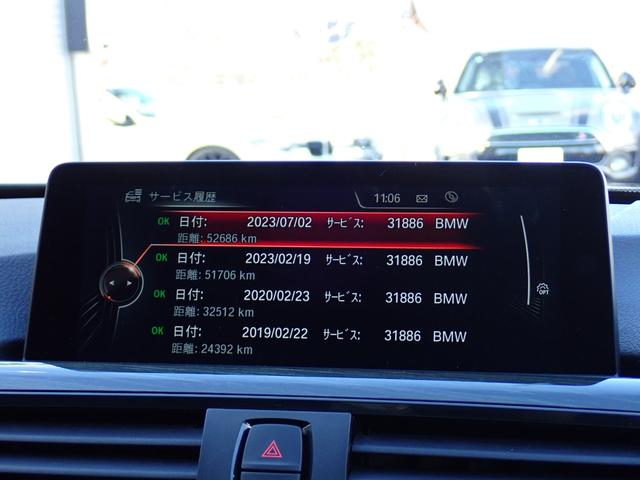 サービス履歴 11:06
OK 日付: 2023/07/02 ｻｰﾋﾞｽ: 31886 BMW
距離: 52686 km
OK 日付: 2023/02/19 ｻｰﾋﾞｽ: 31886 BMW
距離: 51706 km
OK 日付: 2020/02/23 ｻｰﾋﾞｽ: 31886 BMW
距離: 32512 km
OK 日付: 2019/02/22 ｻｰﾋﾞｽ: 31886 BMW
距離: 24392 km
OPT